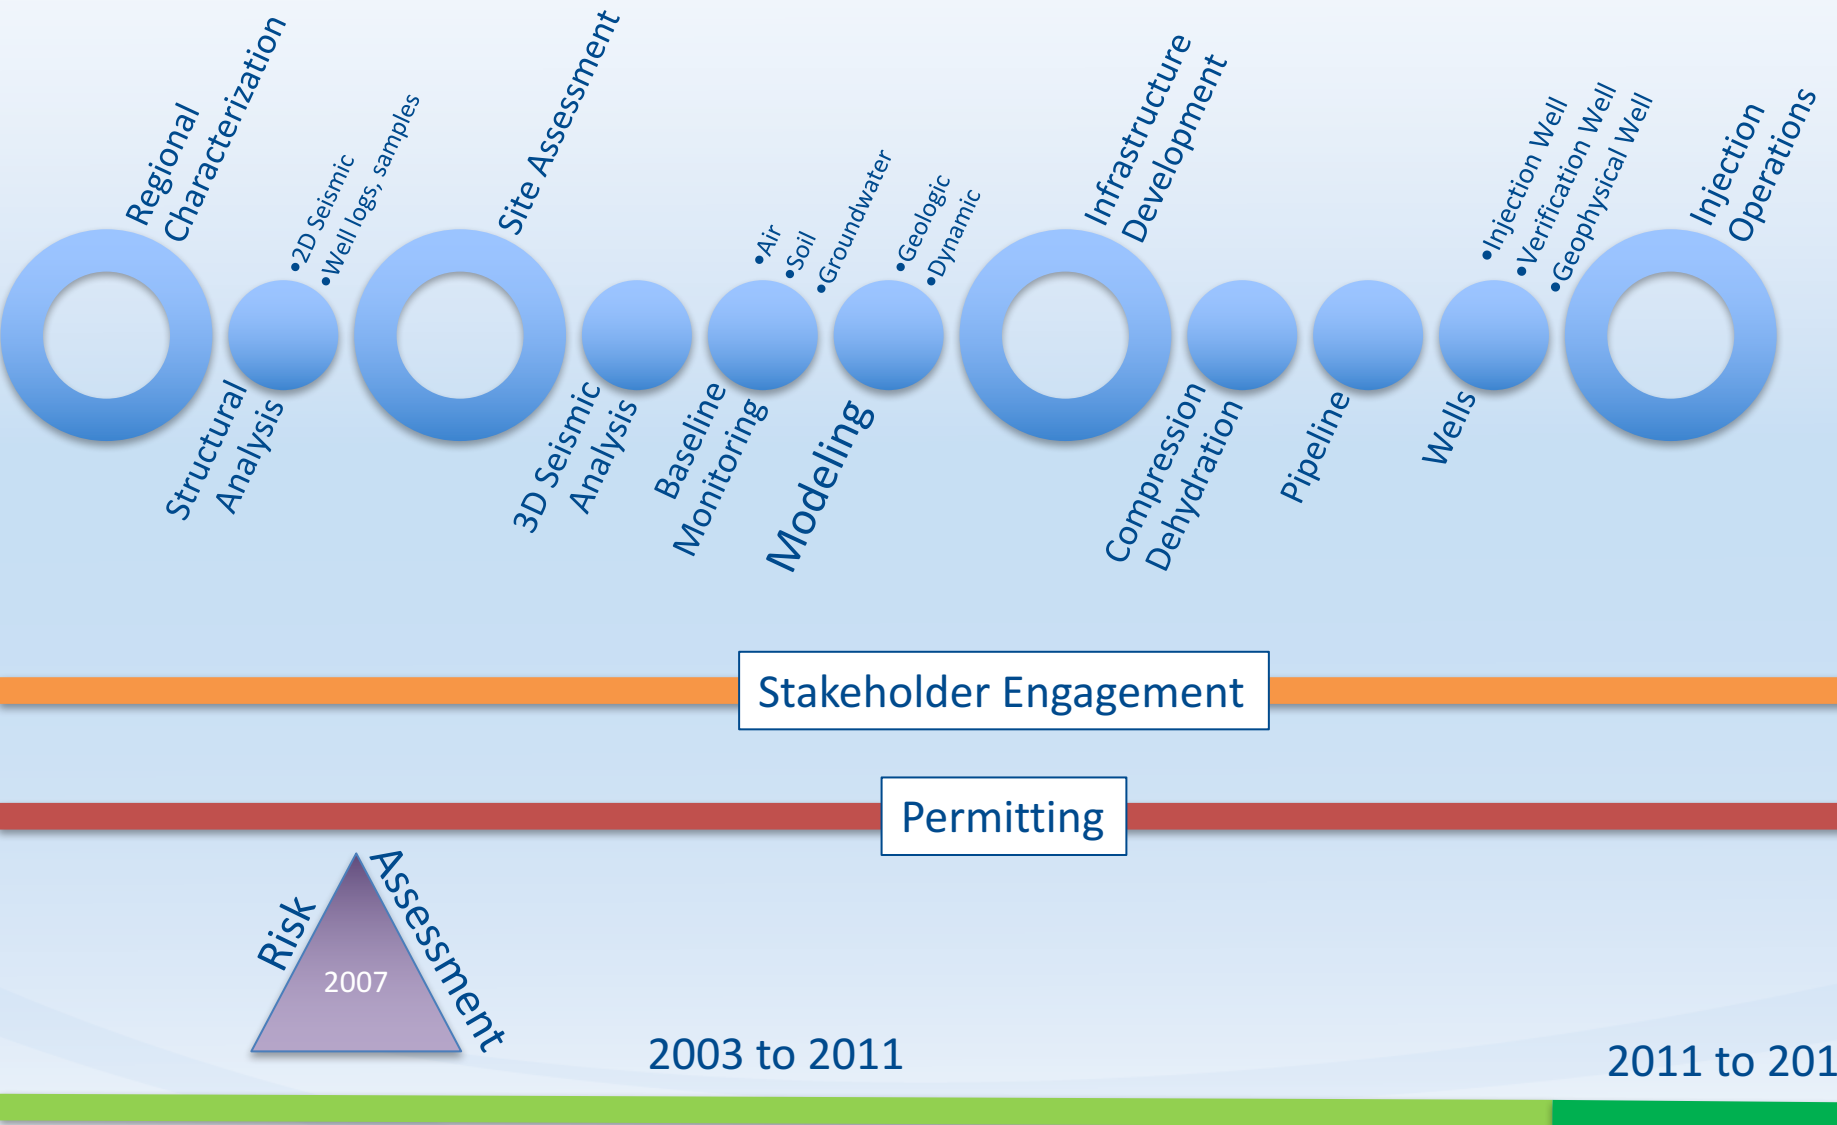 Regional
Characterization
Structural
Analysis
•2D Seismic
•Well logs, samples
Site Assessment
3D Seismic
Analysis
Baseline
Monitoring
•Air
•Soil
•Groundwater
Modeling
•Geologic
•Dynamic
Infrastructure
Development
Compression
Dehydration
Pipeline
Wells
•Injection Well
•Verification Well
•Geophysical Well
Injection
Operations
Stakeholder Engagement
Permitting
Risk
Assessment
2007
2003 to 2011
2011 to 201